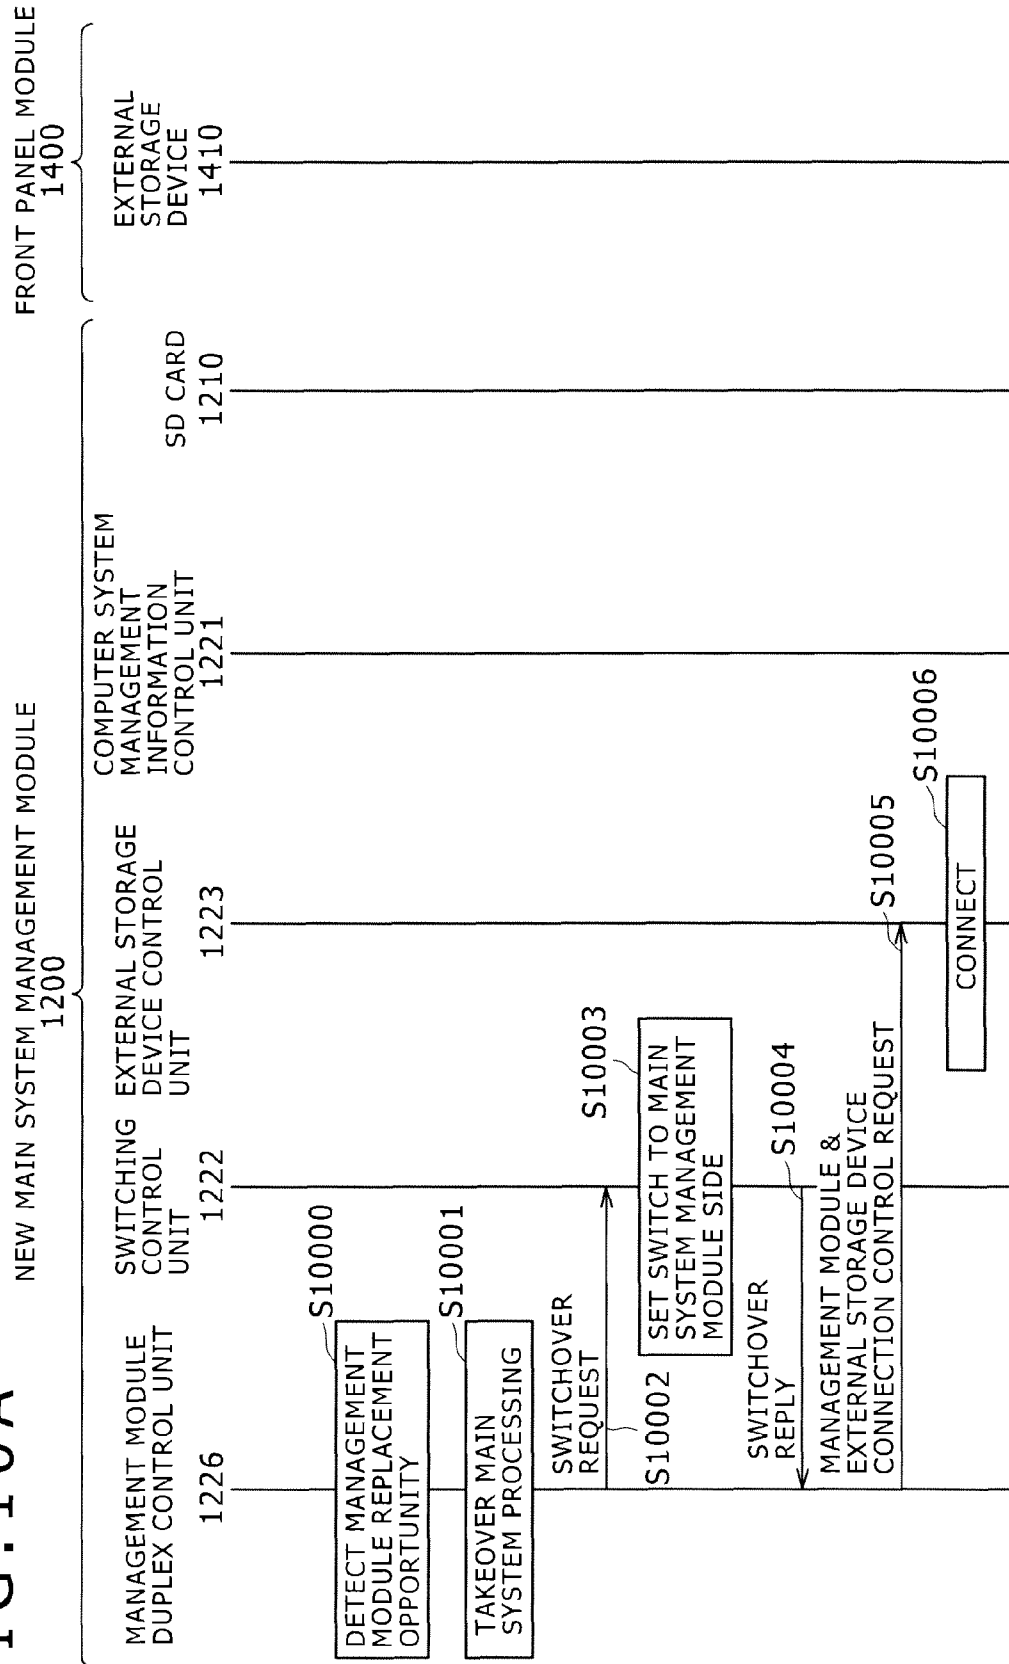 NEW MAIN SYSTEM MANAGEMENT MODULE
1200
FRONT PANEL MODULE
1400
MANAGEMENT MODULE
DUPLEX CONTROL UNIT
1226
SWITCHING
CONTROL
UNIT
1222
EXTERNAL STORAGE
DEVICE CONTROL
UNIT
1223
COMPUTER SYSTEM
MANAGEMENT
INFORMATION
CONTROL UNIT
1221
SD CARD
1210
EXTERNAL
STORAGE
DEVICE
1410
DETECT MANAGEMENT
MODULE REPLACEMENT
OPPORTUNITY
S10000
TAKEOVER MAIN
SYSTEM PROCESSING
S10001
SWITCHOVER
REQUEST
S10002
S10003
SET SWITCH TO MAIN
SYSTEM MANAGEMENT
MODULE SIDE
SWITCHOVER
REPLY
S10004
MANAGEMENT MODULE &
EXTERNAL STORAGE DEVICE
CONNECTION CONTROL REQUEST
S10005
S10006
CONNECT